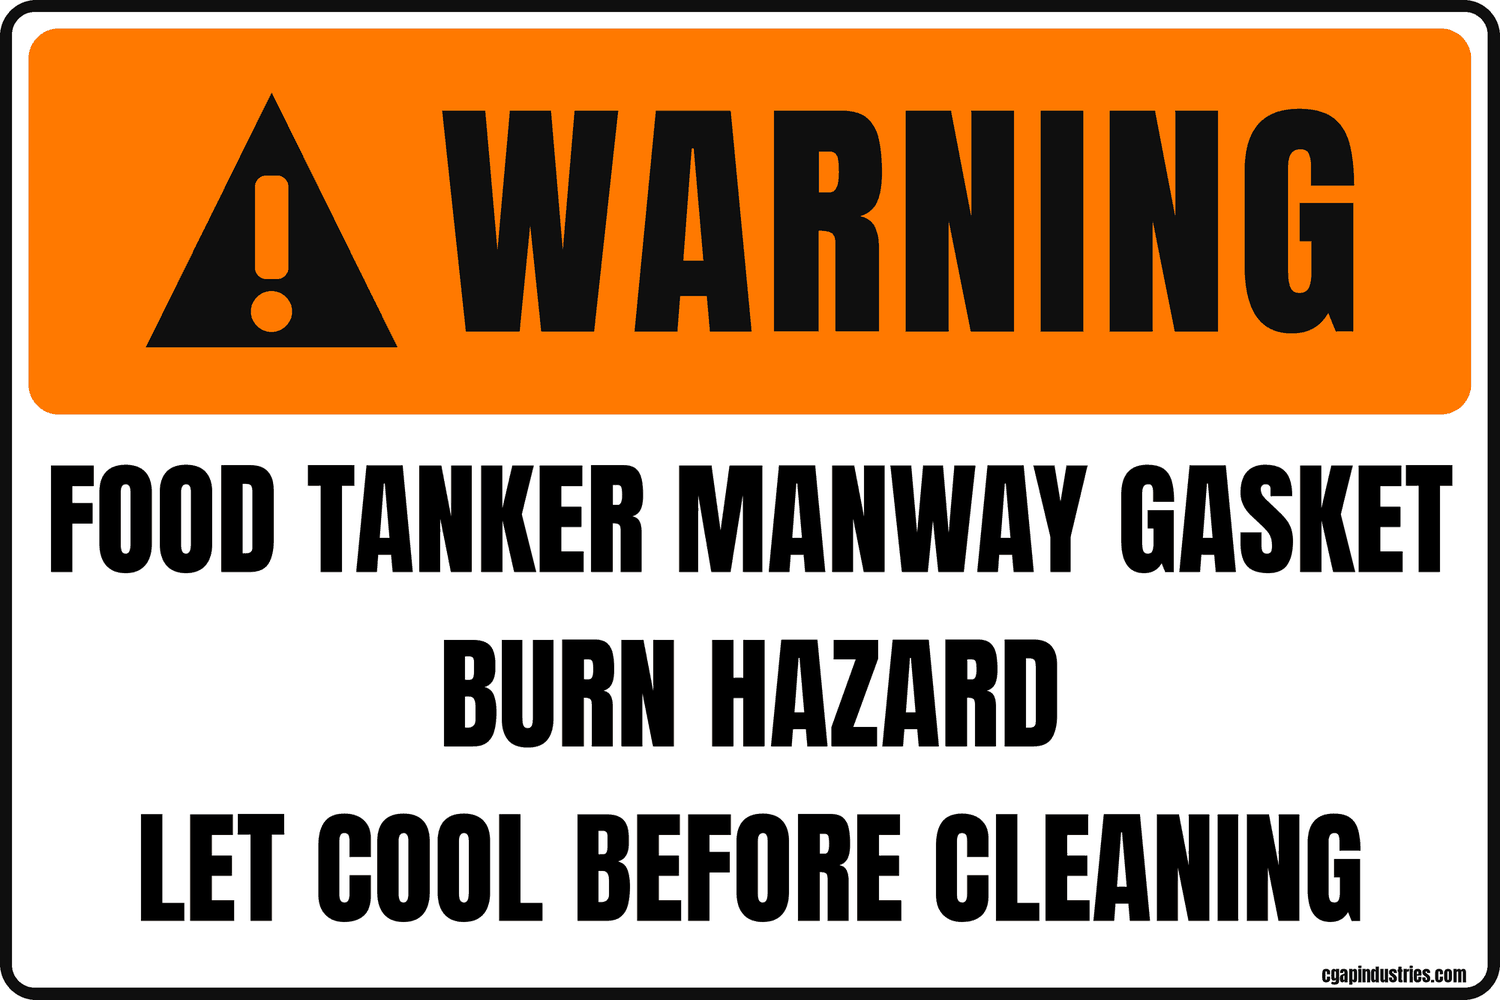 WARNING
FOOD TANKER MANWAY GASKET
BURN HAZARD
LET COOL BEFORE CLEANING
cgapindustries.com